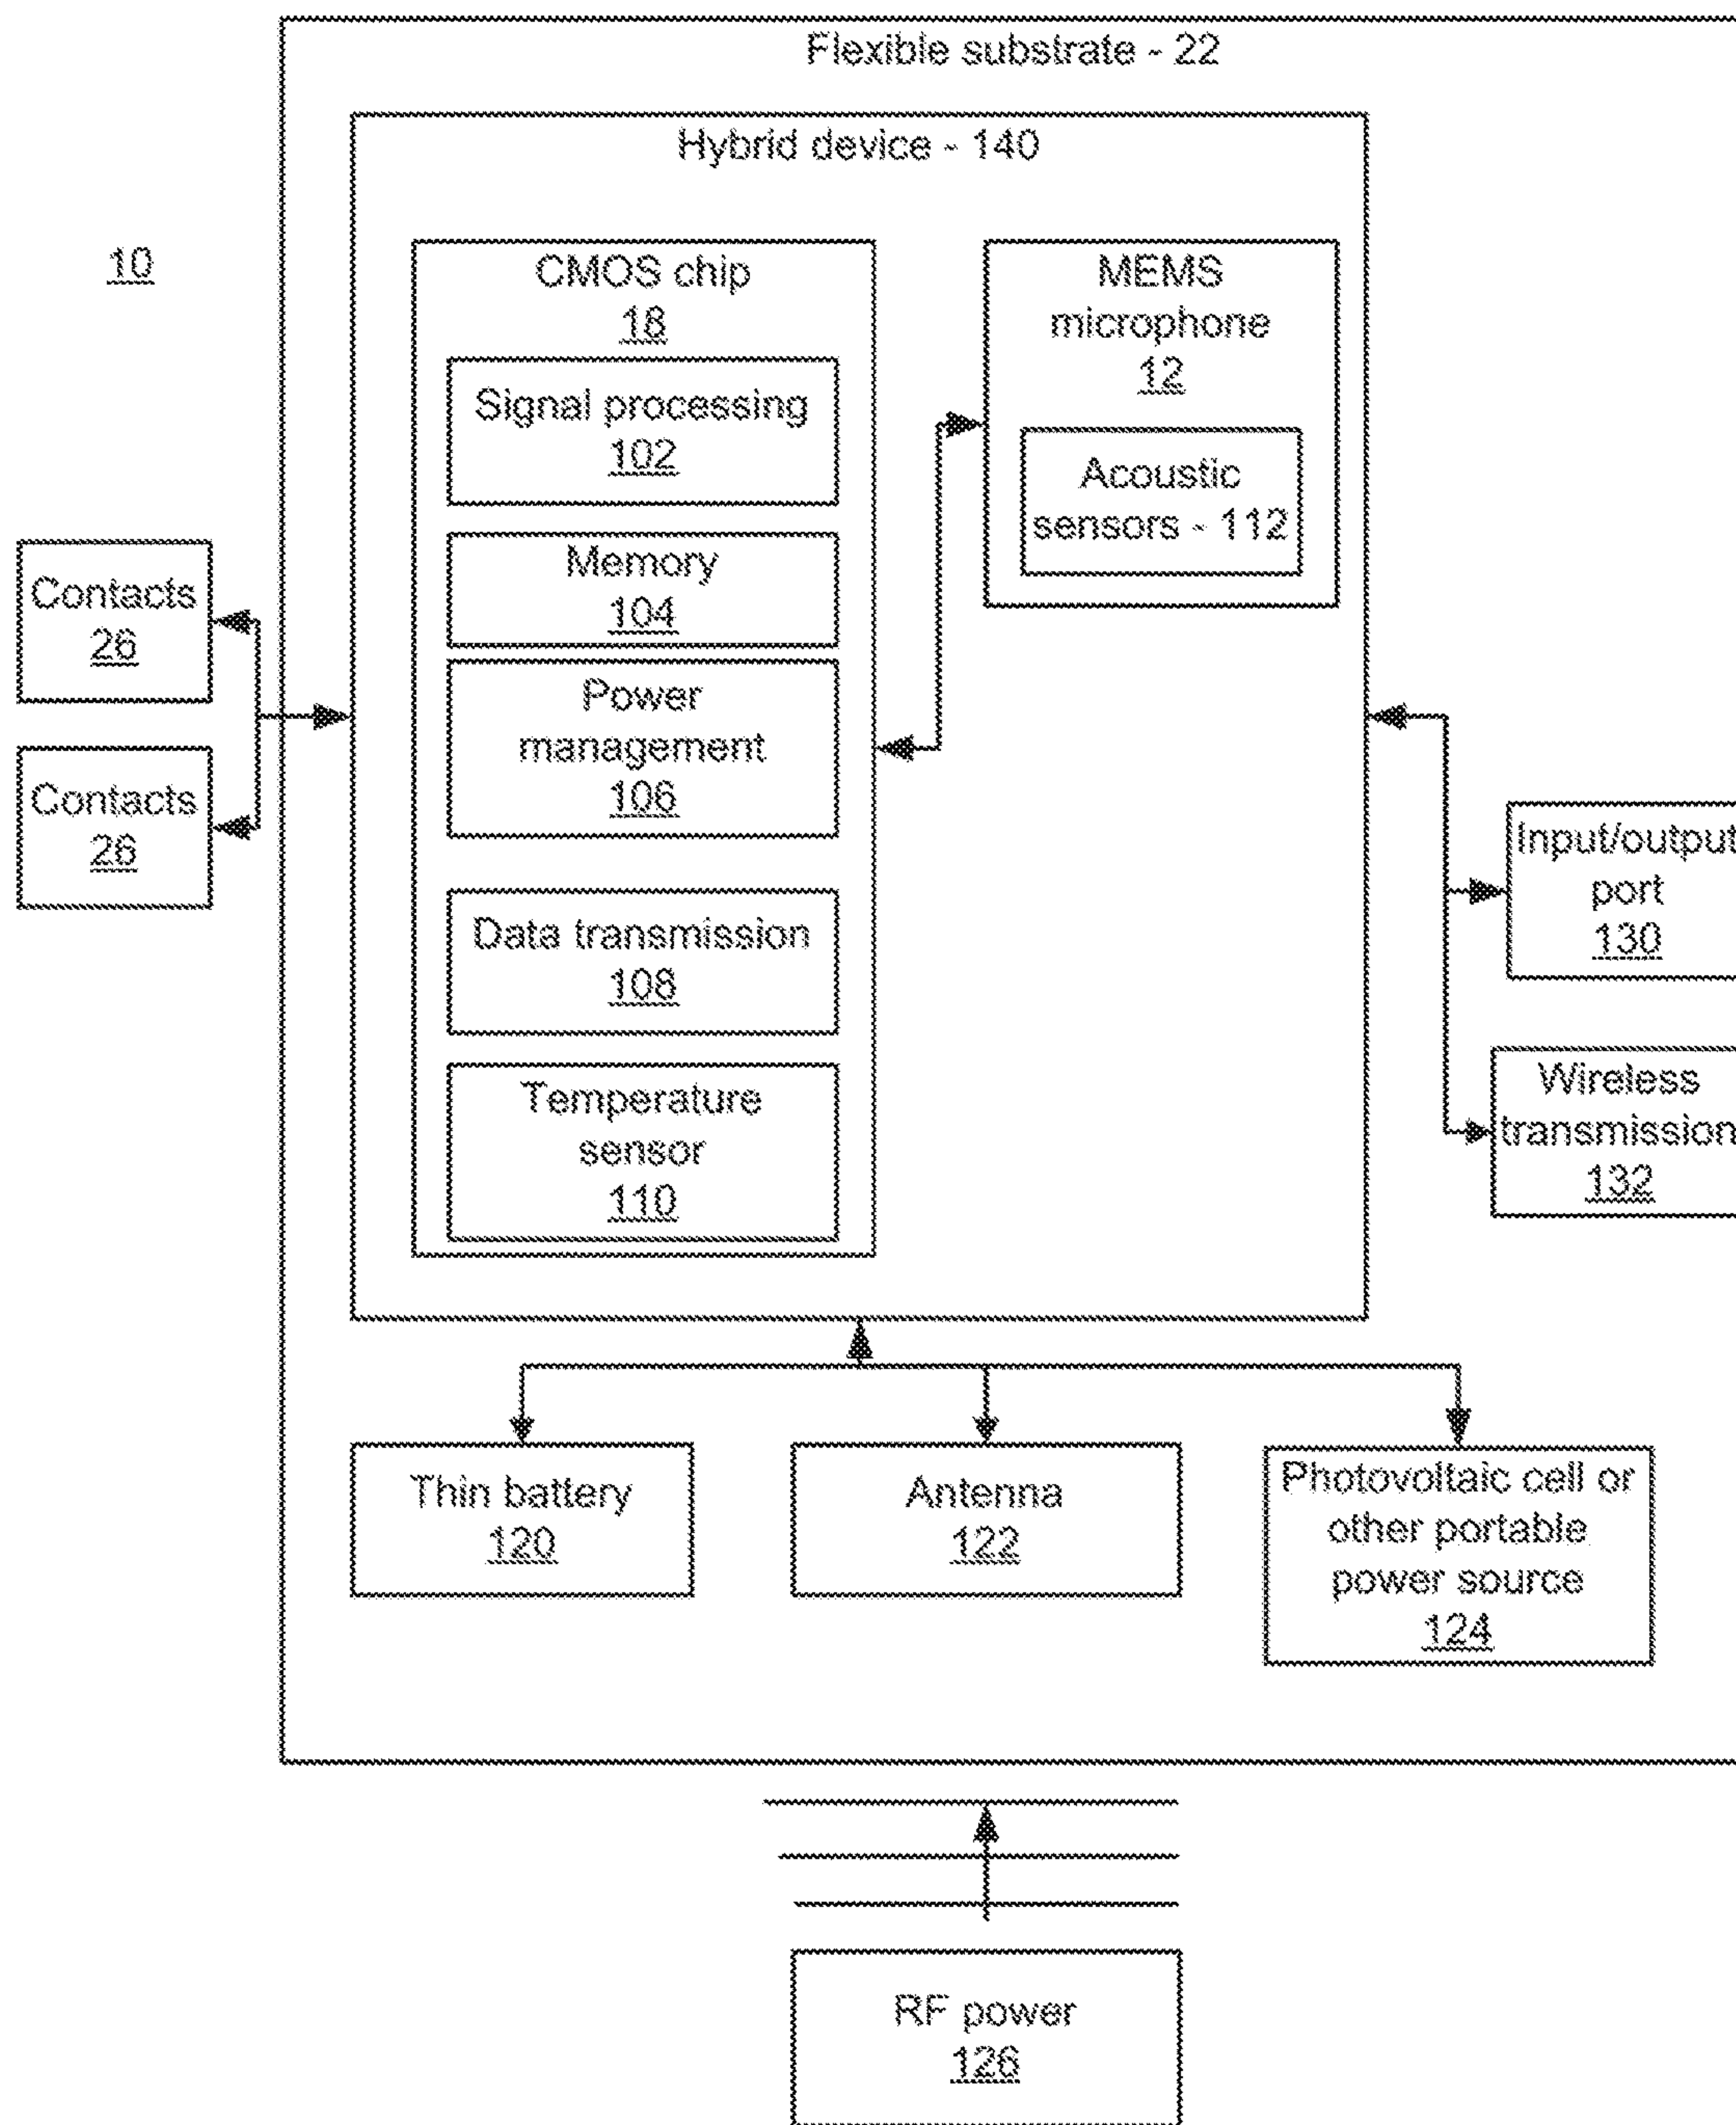 Flexible substrate - 22
Hybrid device - 140
10
CMOS chip
18
Signal processing
102
Memory
104
Power
management
106
Data transmission
108
Temperature
sensor
110
MEMS
microphone
12
Acoustic
sensors - 112
Contacts
26
Contacts
26
Input/output
port
130
Wireless
transmission
132
Thin battery
120
Antenna
122
Photovoltaic cell or
other portable
power source
124
RF power
126